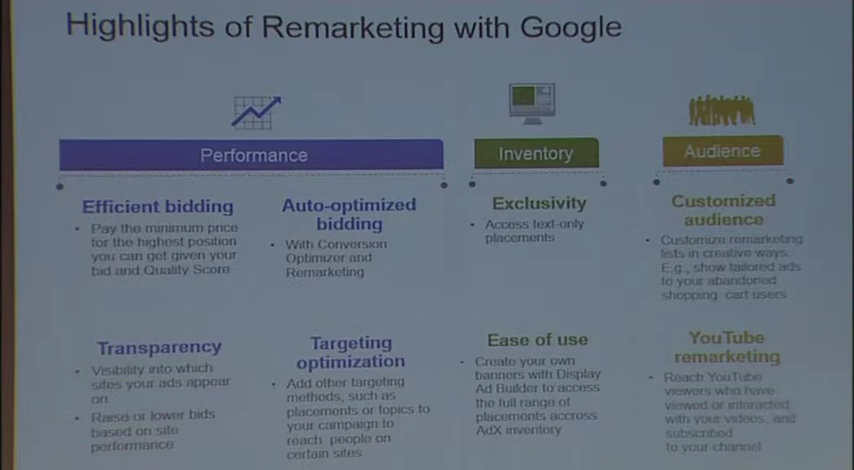 Highlights of Remarketing with Google
Performance
Inventory
Audience
Efficient bidding
• Pay the minimum price
for the highest position
you can get given your
bid and Quality Score
Auto-optimized
bidding
• With Conversion
Optimizer and
Remarketing
Exclusivity
• Access text-only
placements
Customized
audience
• Customize remarketing
lists in creative ways.
E.g., show tailored ads
to your abandoned
shopping cart users
Transparency
• Visibility into which
sites your ads appear
on
• Raise or lower bids
based on site
performance
Targeting
optimization
• Add other targeting
methods, such as
placements or topics to
your campaign to
reach people on
certain sites
Ease of use
• Create your own
banners with Display
Ad Builder to access
the full range of
placements accross
AdX inventory
YouTube
remarketing
• Reach YouTube
viewers who have
viewed or interacted
with your videos, and
subscribed
to your channel